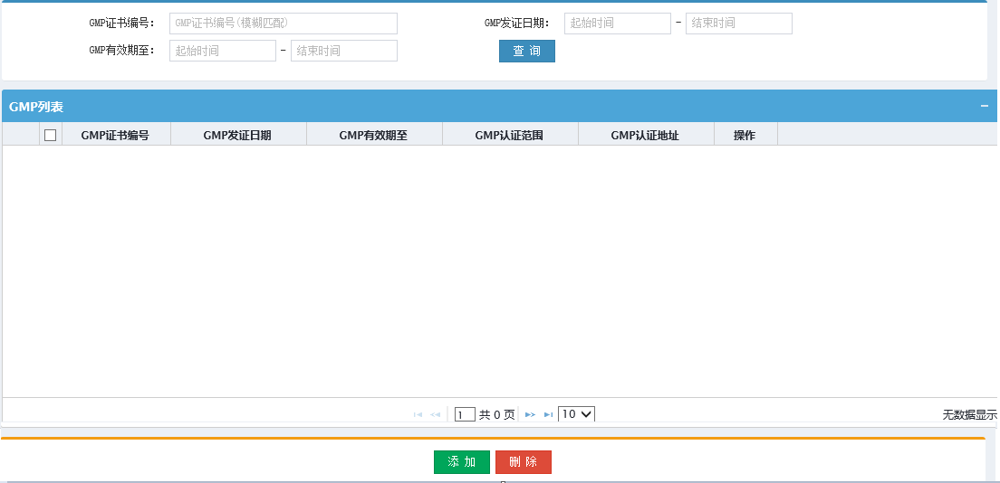 GMP证书编号： GMP证书编号(模糊匹配) GMP发证日期： 起始时间 - 结束时间
GMP有效期至： 起始时间 - 结束时间 查 询
GMP列表
GMP证书编号 GMP发证日期 GMP有效期至 GMP认证范围 GMP认证地址 操作
1 共 0 页 10 无数据显示
添 加 删 除